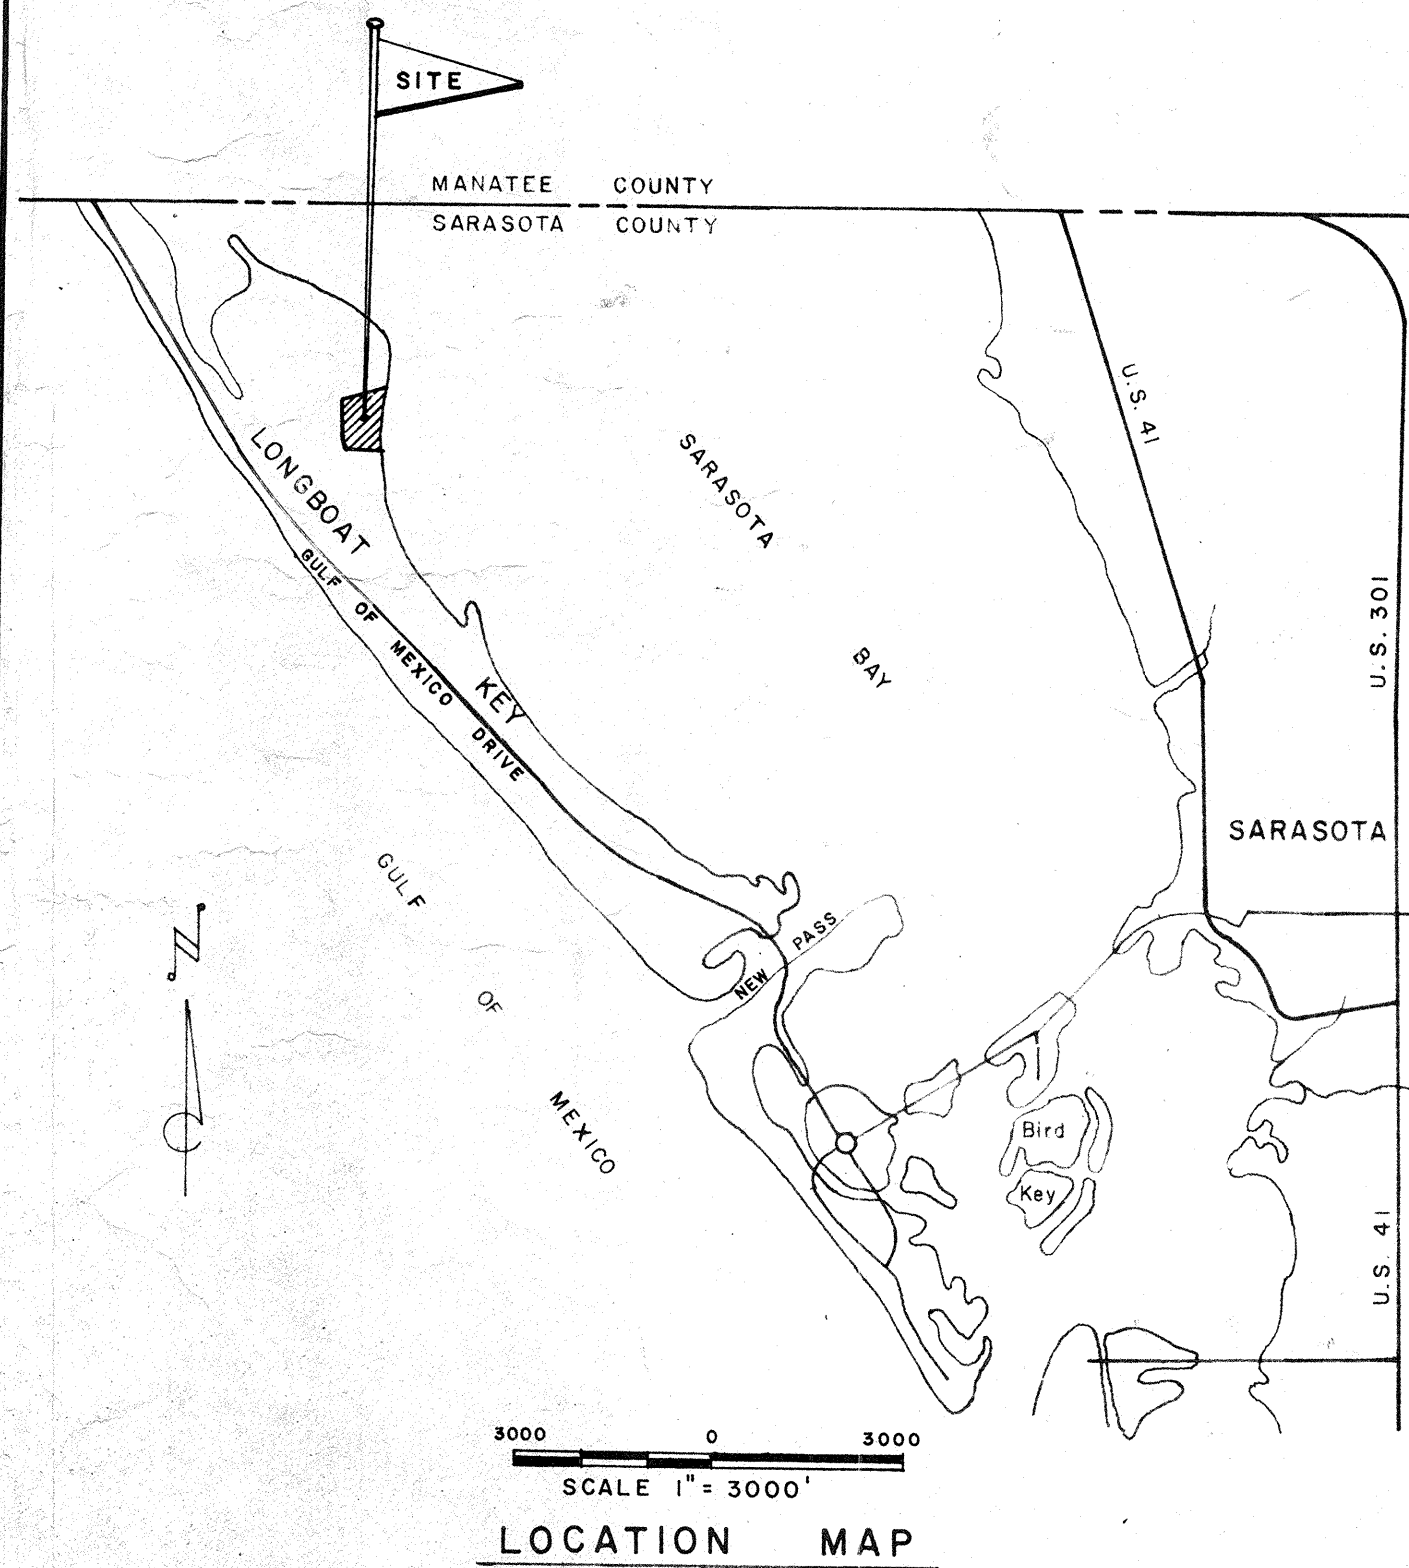 SITE
MANATEE COUNTY
SARASOTA COUNTY
U.S. 41
LONGBOAT
KEY
SARASOTA
BAY
GULF OF MEXICO DRIVE
U.S. 301
SARASOTA
GULF
OF
MEXICO
NEW PASS
N
Bird
Key
U.S. 41
3000 0 3000
SCALE 1" = 3000'
LOCATION MAP